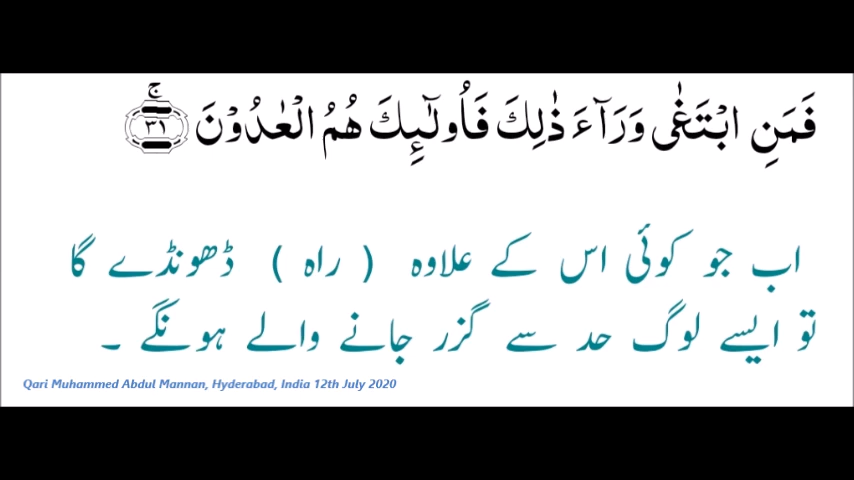 فَمَنِ ابْتَغٰى وَرَآءَ ذٰلِكَ فَاُولٰٓئِكَ هُمُ الْعٰدُوْنَ ۚ ﴿٣١﴾
اب جو کوئی اس کے علاوہ ( راہ ) ڈھونڈے گا
تو ایسے لوگ حد سے گزر جانے والے ہونگے ۔
Qari Muhammed Abdul Mannan, Hyderabad, India 12th July 2020